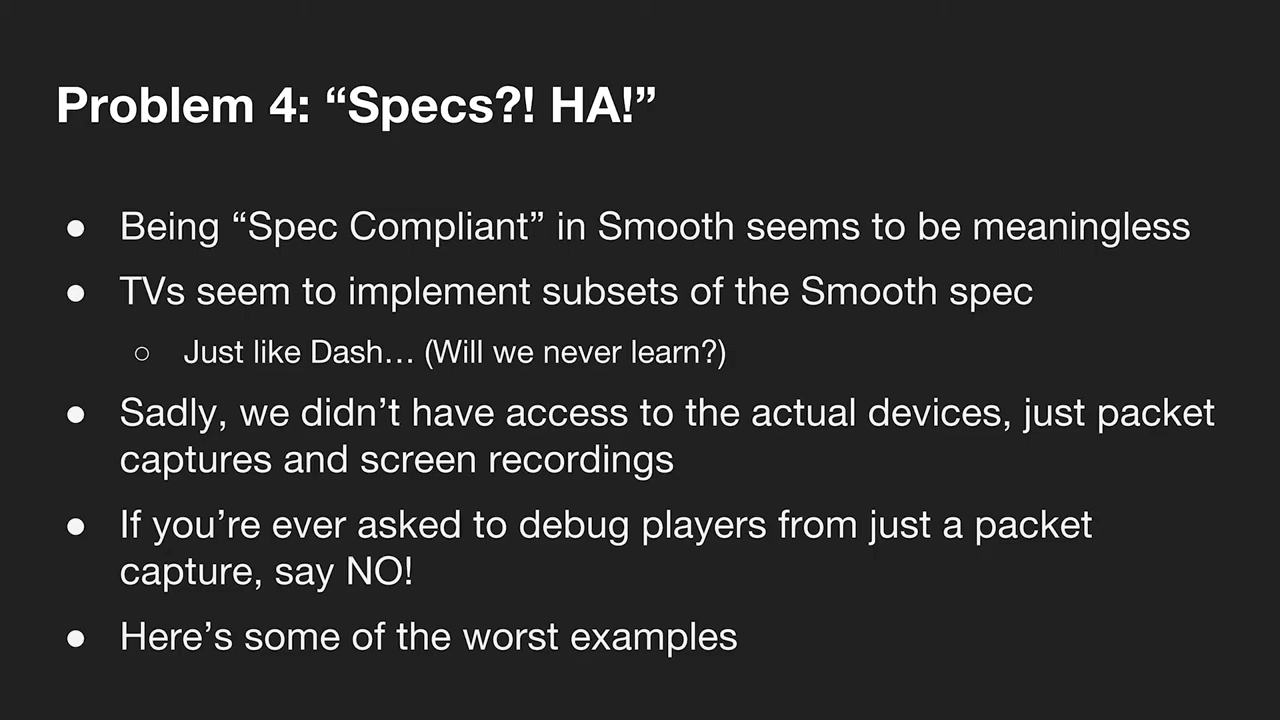 Problem 4: “Specs?! HA!”
● Being “Spec Compliant” in Smooth seems to be meaningless
● TVs seem to implement subsets of the Smooth spec
○ Just like Dash… (Will we never learn?)
● Sadly, we didn’t have access to the actual devices, just packet
captures and screen recordings
● If you’re ever asked to debug players from just a packet
capture, say NO!
● Here’s some of the worst examples